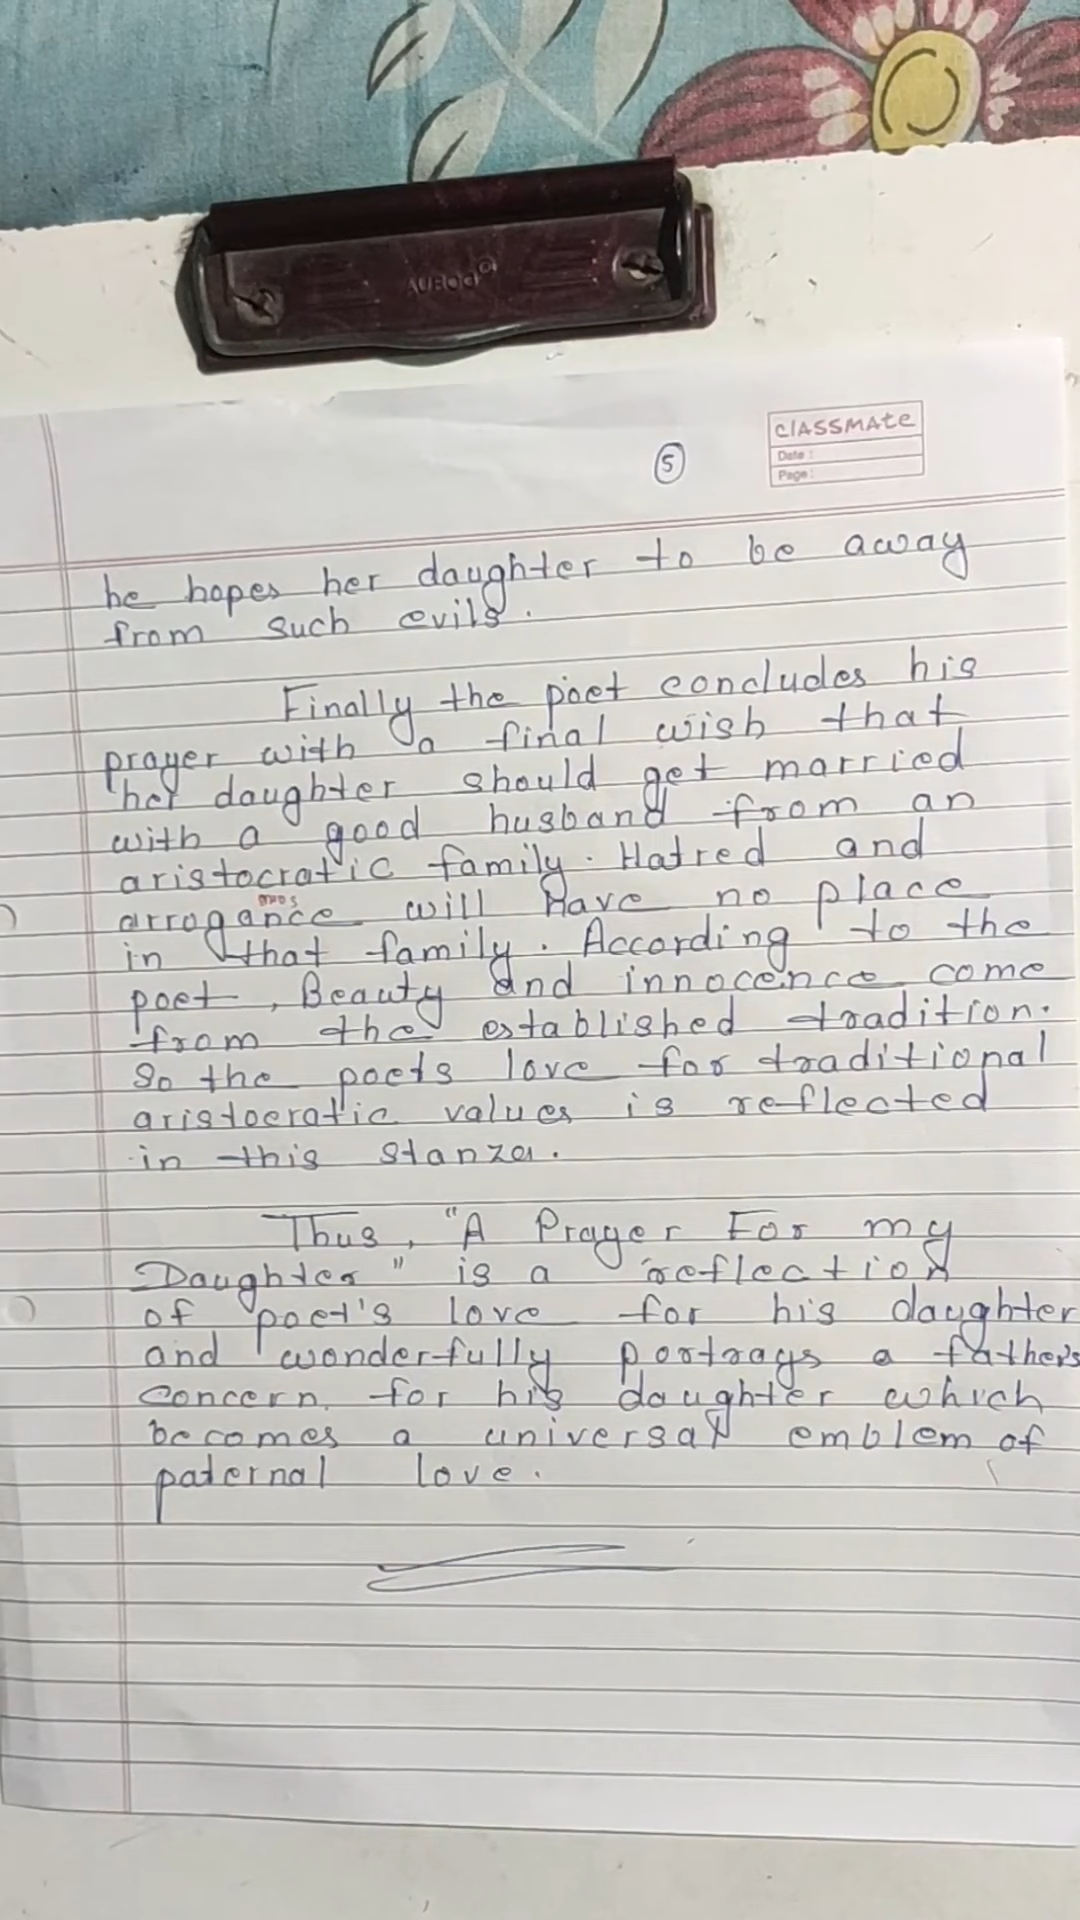 AUROCO
5
CLASSMATE
Date :
Page:
he hopes her daughter to be away
from such evils.
Finally the poet concludes his
prayer with a final wish that
her daughter should get married
with a good husband from an
aristocratic family. Hatred and
arrogance will have no place
in that family. According to the
poet, Beauty and innocence come
from the established tradition.
So the poets love for traditional
aristocratic values is reflected
in this stanza.
Thus, "A Prayer For my
Daughter" is a reflection
of poet's love for his daughter
and wonderfully portrays a father's
concern for his daughter which
becomes a universal emblem of
paternal love.